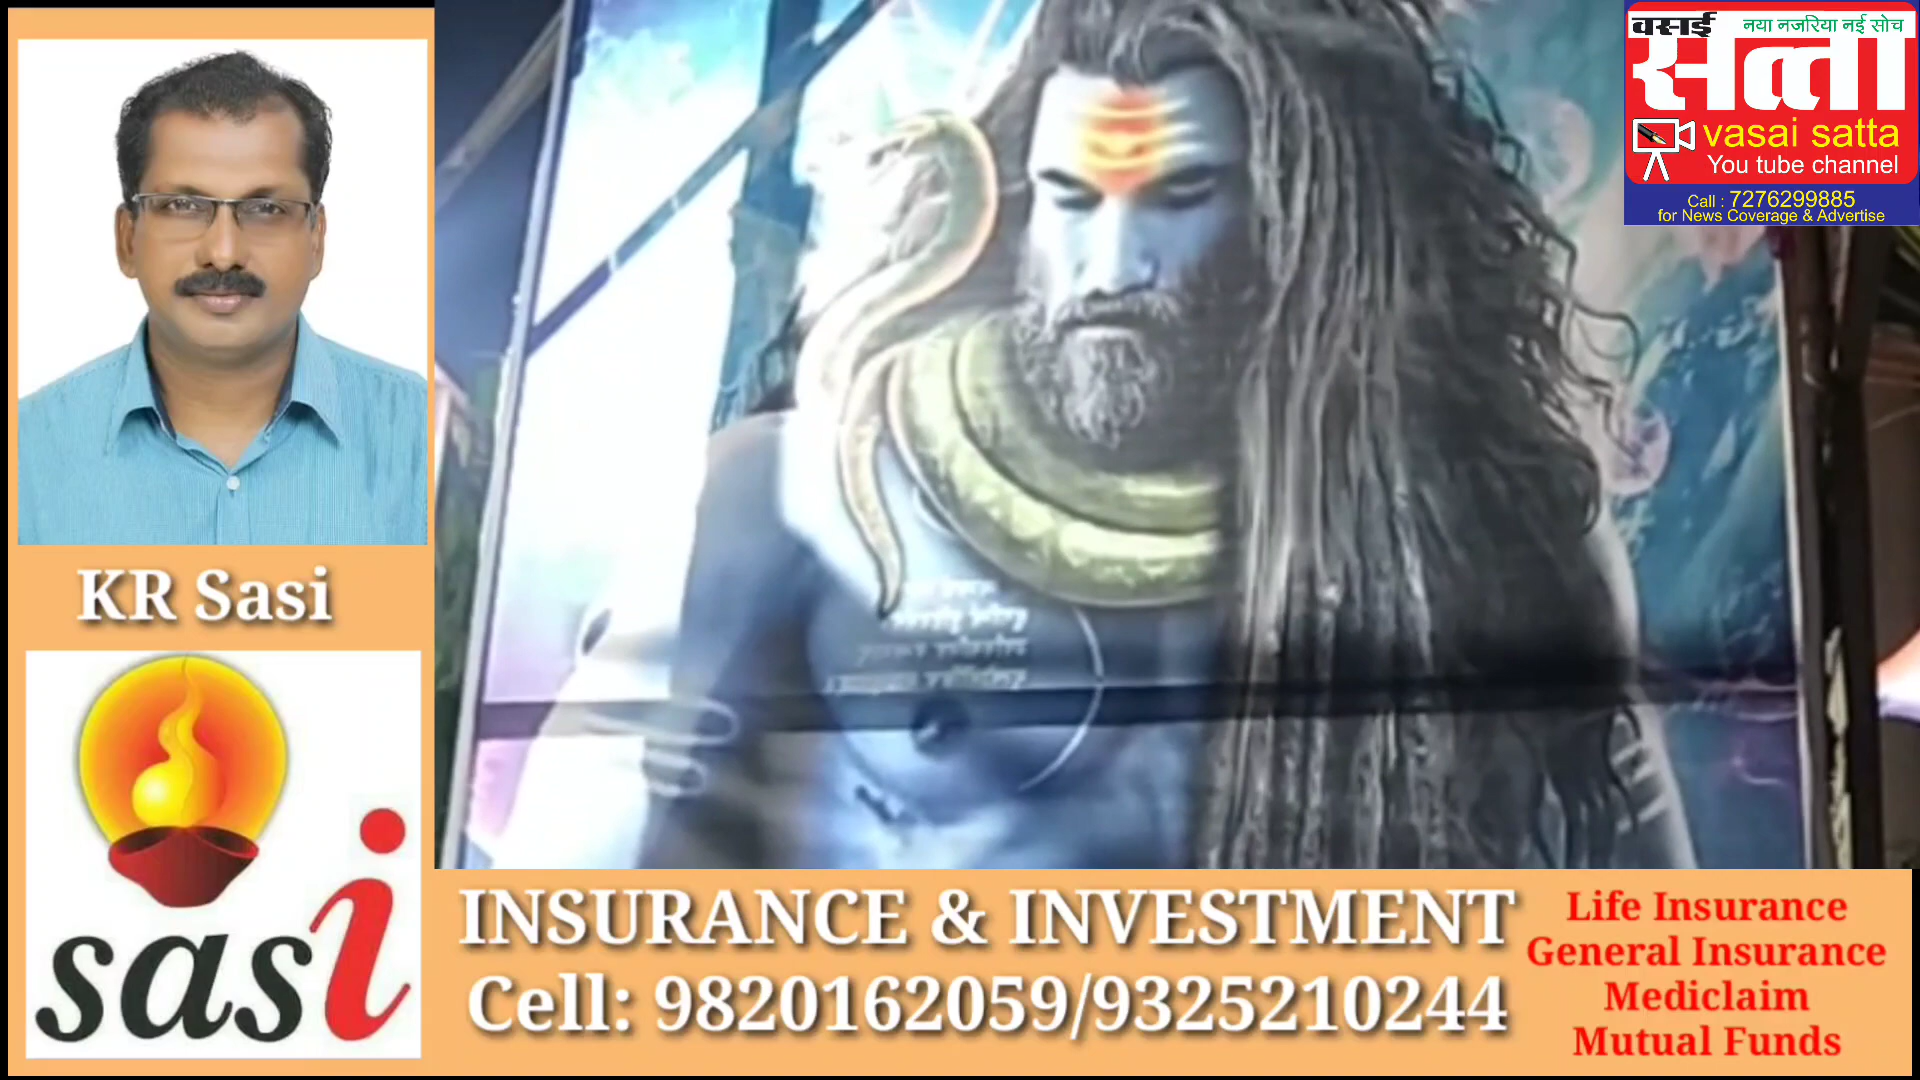 वसई नया नजरिया नई सोच
सत्ता
vasai satta
You tube channel
Call : 7276299885
for News Coverage & Advertise
KR Sasi
sasi
INSURANCE & INVESTMENT
Cell: 9820162059/9325210244
Life Insurance
General Insurance
Mediclaim
Mutual Funds